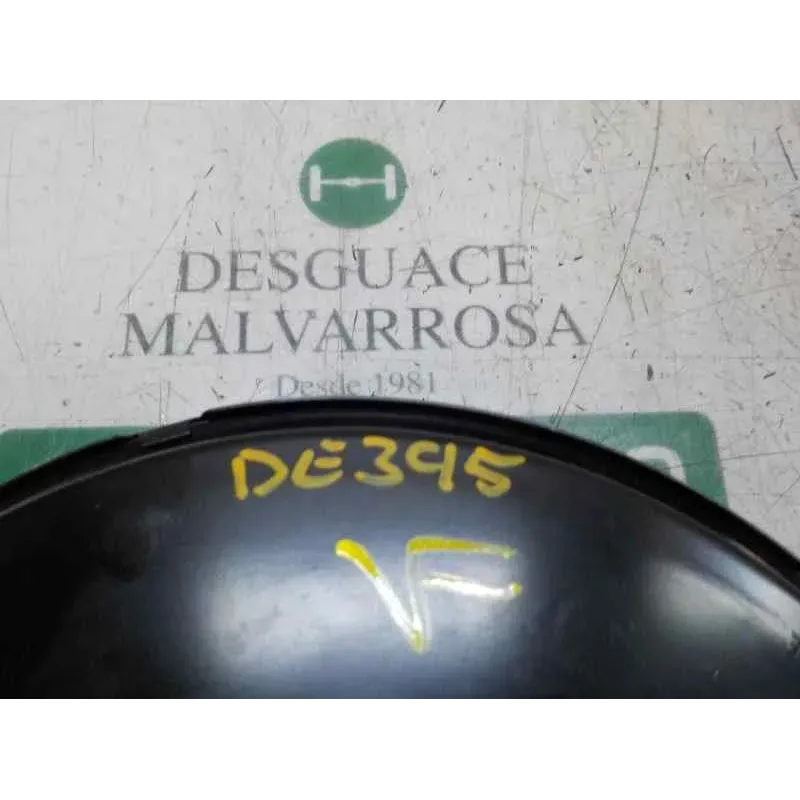 DESGUACE
MALVARROSA
Desde 1981
DE395
VF